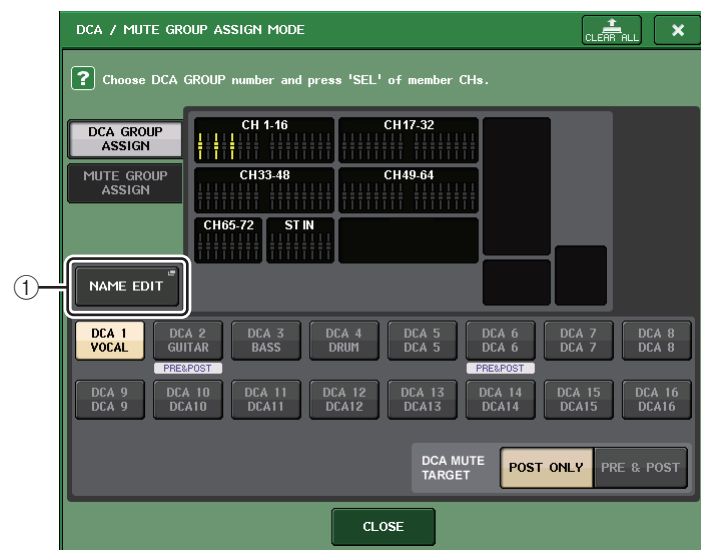 DCA / MUTE GROUP ASSIGN MODE
CLEAR ALL
×
? Choose DCA GROUP number and press 'SEL' of member CHs.
DCA GROUP
ASSIGN
MUTE GROUP
ASSIGN
CH 1-16
CH17-32
CH33-48
CH49-64
CH65-72
ST IN
1
NAME EDIT
DCA 1
VOCAL
DCA 2
GUITAR
PRE&POST
DCA 3
BASS
DCA 4
DRUM
DCA 5
DCA 5
DCA 6
DCA 6
PRE&POST
DCA 7
DCA 7
DCA 8
DCA 8
DCA 9
DCA 9
DCA 10
DCA10
DCA 11
DCA11
DCA 12
DCA12
DCA 13
DCA13
DCA 14
DCA14
DCA 15
DCA15
DCA 16
DCA16
DCA MUTE
TARGET
POST ONLY
PRE & POST
CLOSE